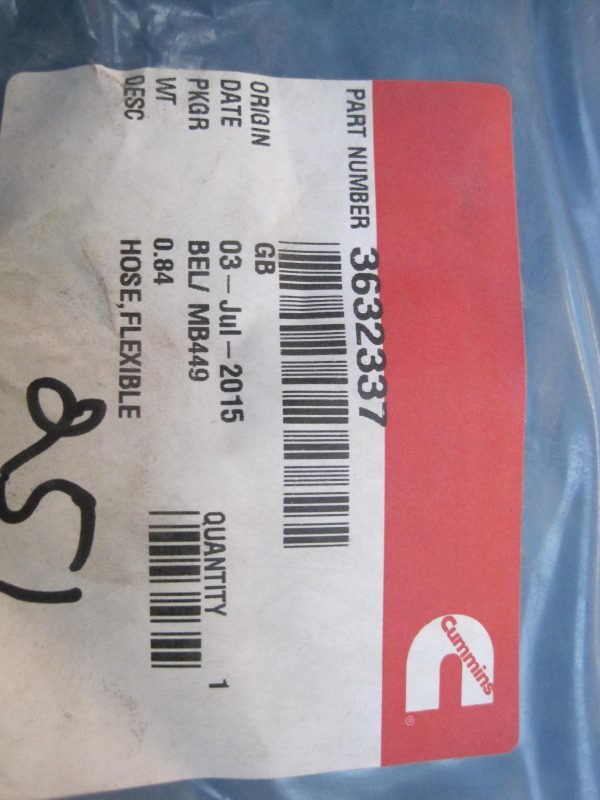 Cummins
®
PART NUMBER 3632337
ORIGIN GB
DATE 03-Jul-2015
PKGR BEL/ MB449 QUANTITY 1
WT 0.84
DESC HOSE,FLEXIBLE